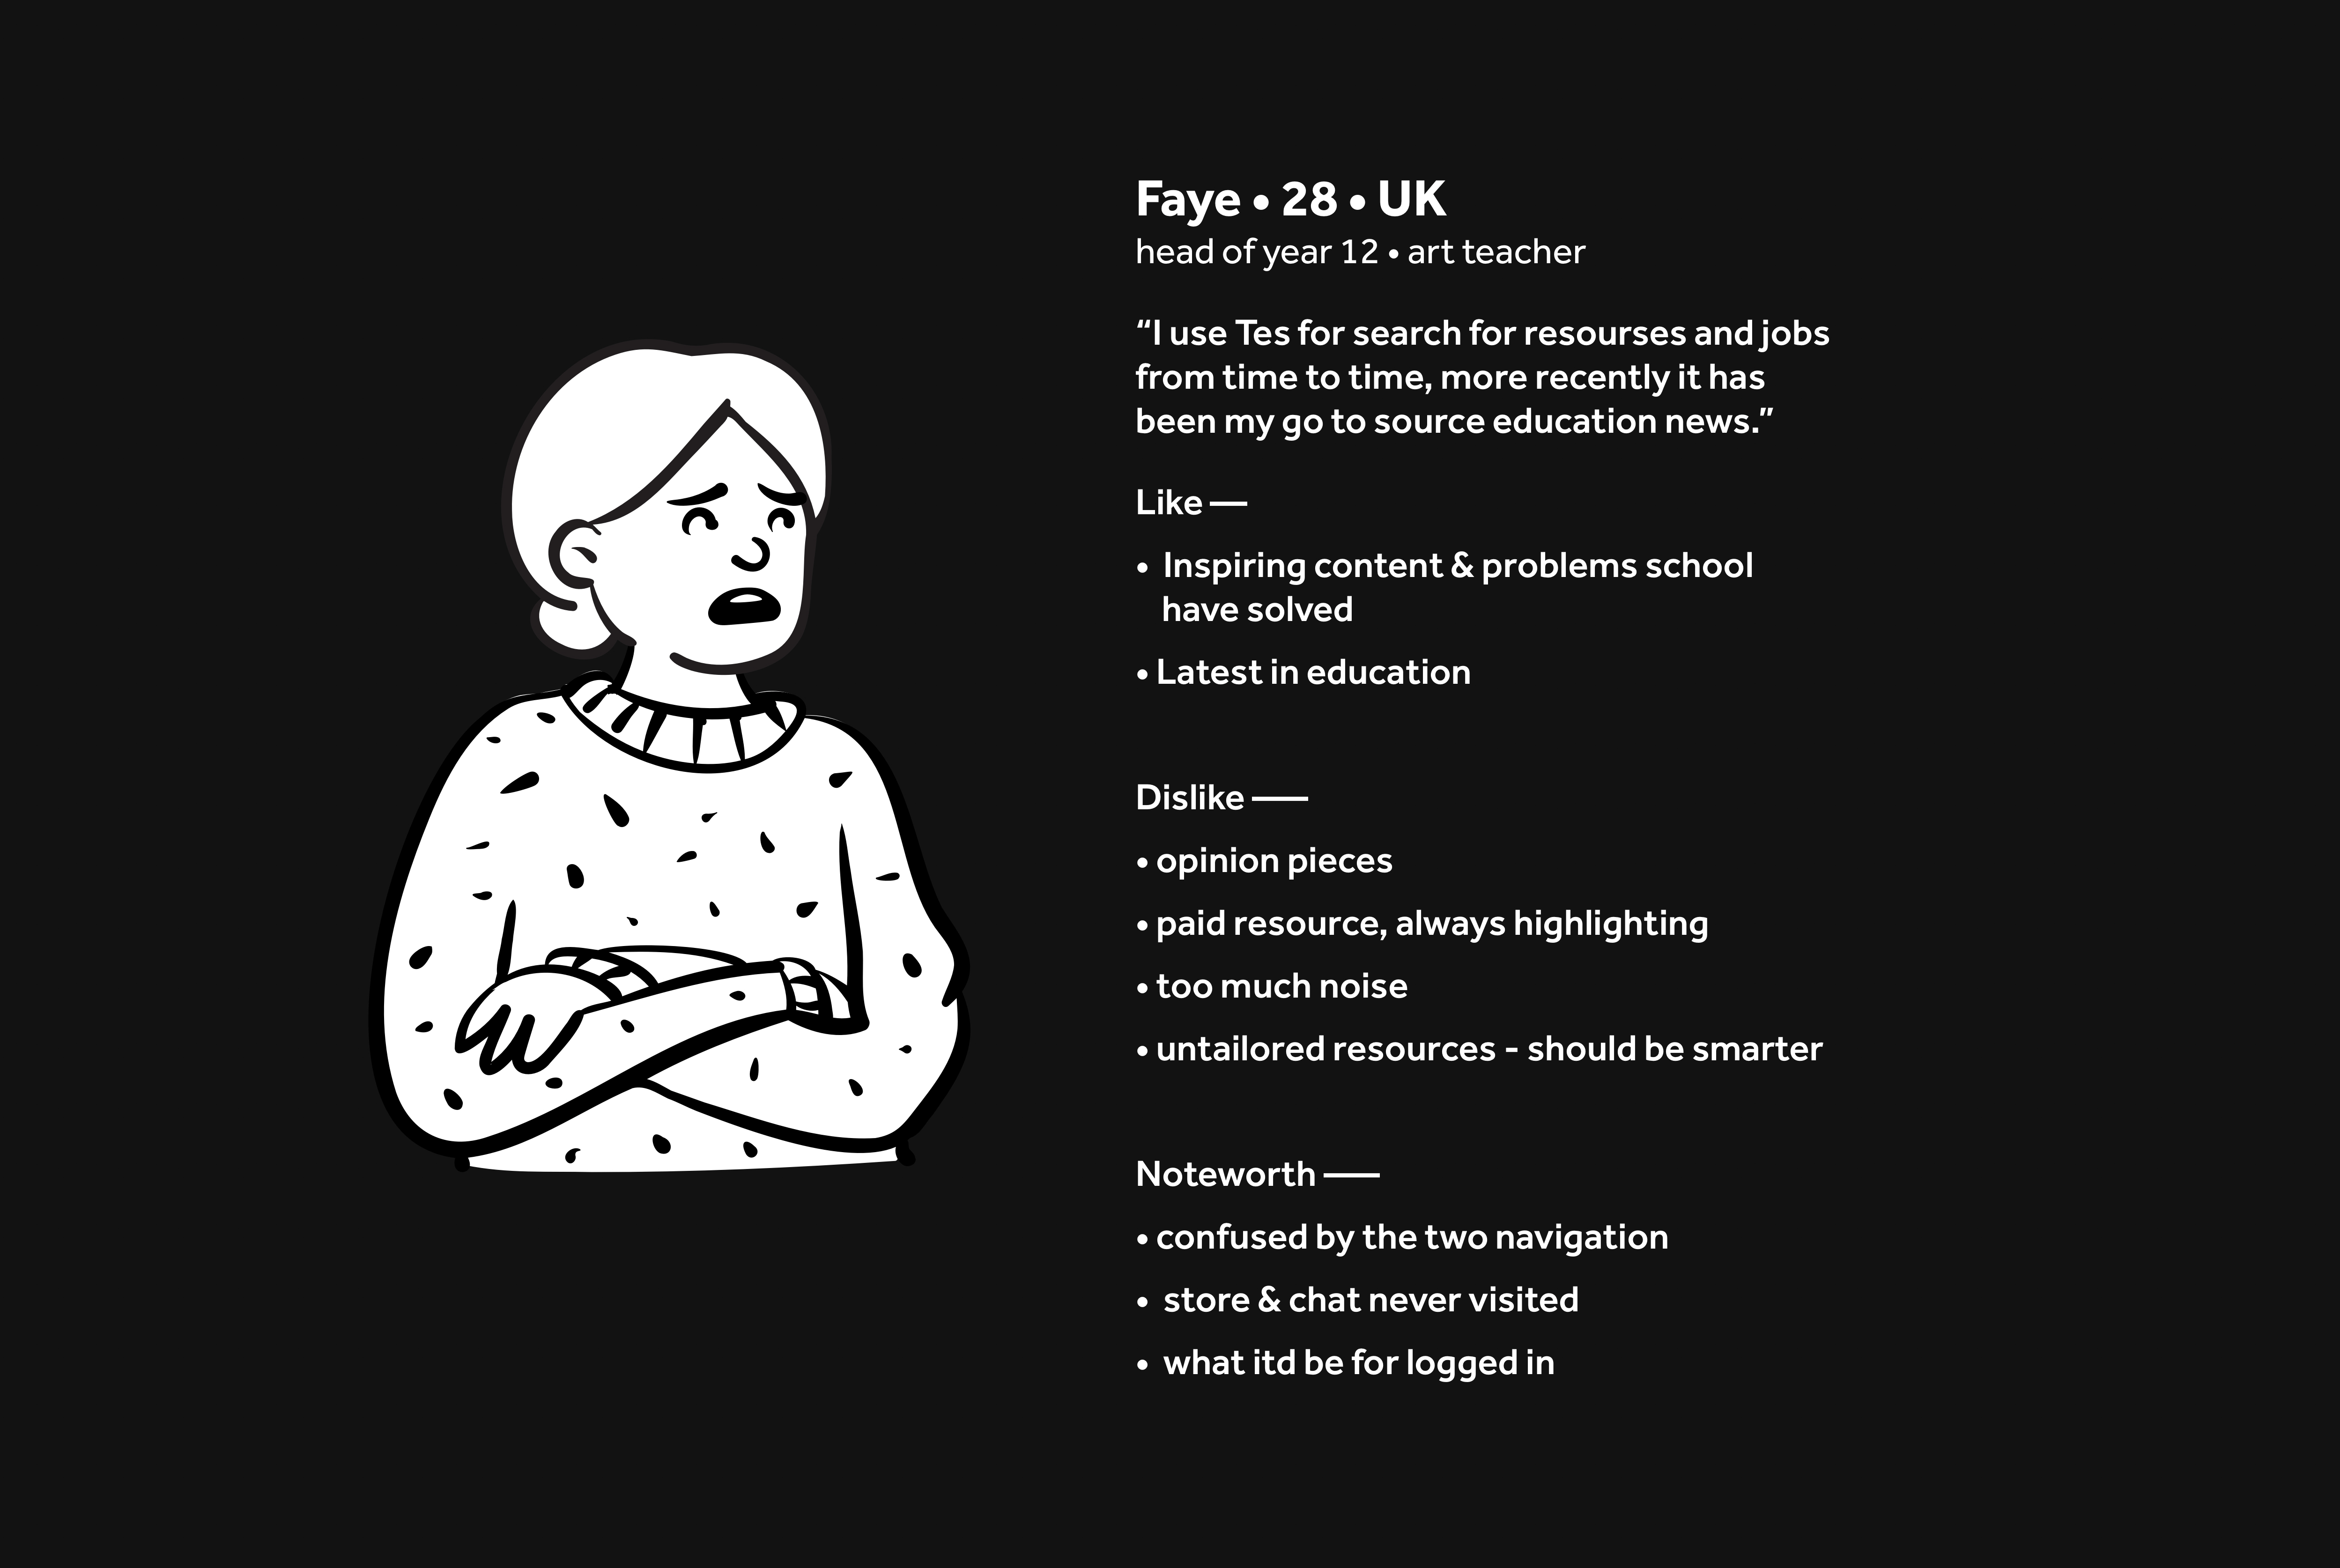 Faye • 28 • UK
head of year 12 • art teacher
“I use Tes for search for resourses and jobs
from time to time, more recently it has
been my go to source education news.”
Like —
• Inspiring content & problems school
have solved
• Latest in education
Dislike ——
• opinion pieces
• paid resource, always highlighting
• too much noise
• untailored resources - should be smarter
Noteworth ——
• confused by the two navigation
• store & chat never visited
• what itd be for logged in